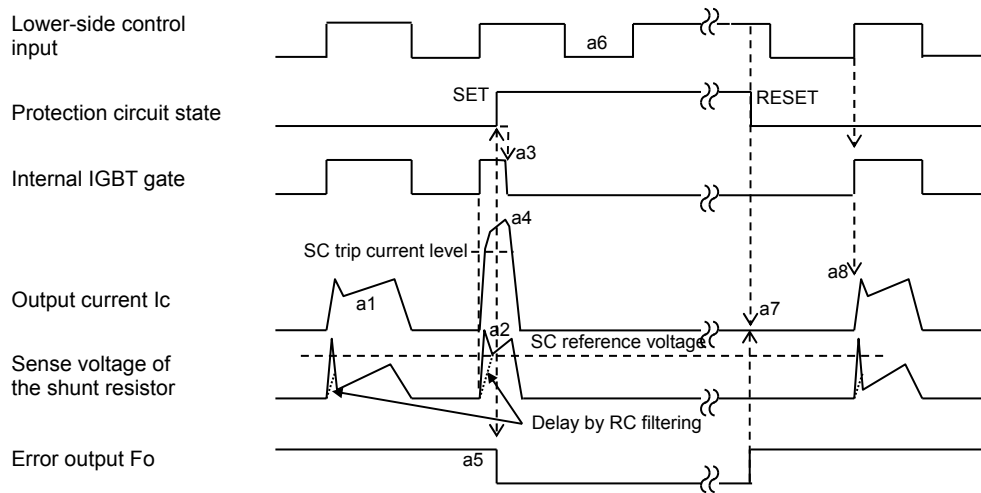 Lower-side control
input
a6
SET
RESET
Protection circuit state
a3
Internal IGBT gate
a4
SC trip current level
a8
Output current Ic
a1
a7
a2
SC reference voltage
Sense voltage of
the shunt resistor
Delay by RC filtering
Error output Fo
a5